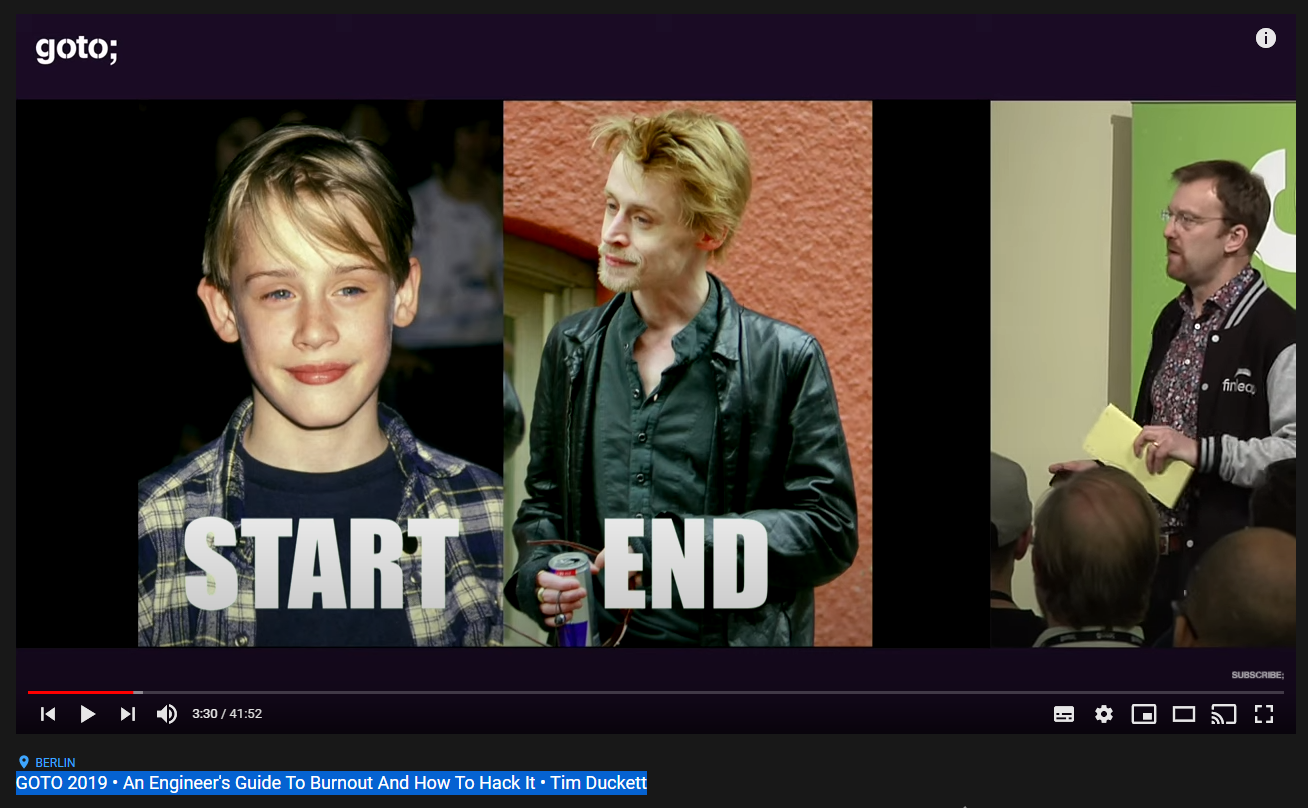 goto;
START
END
finleap
SUBSCRIBE;
3:30 / 41:52
BERLIN
GOTO 2019 • An Engineer's Guide To Burnout And How To Hack It • Tim Duckett